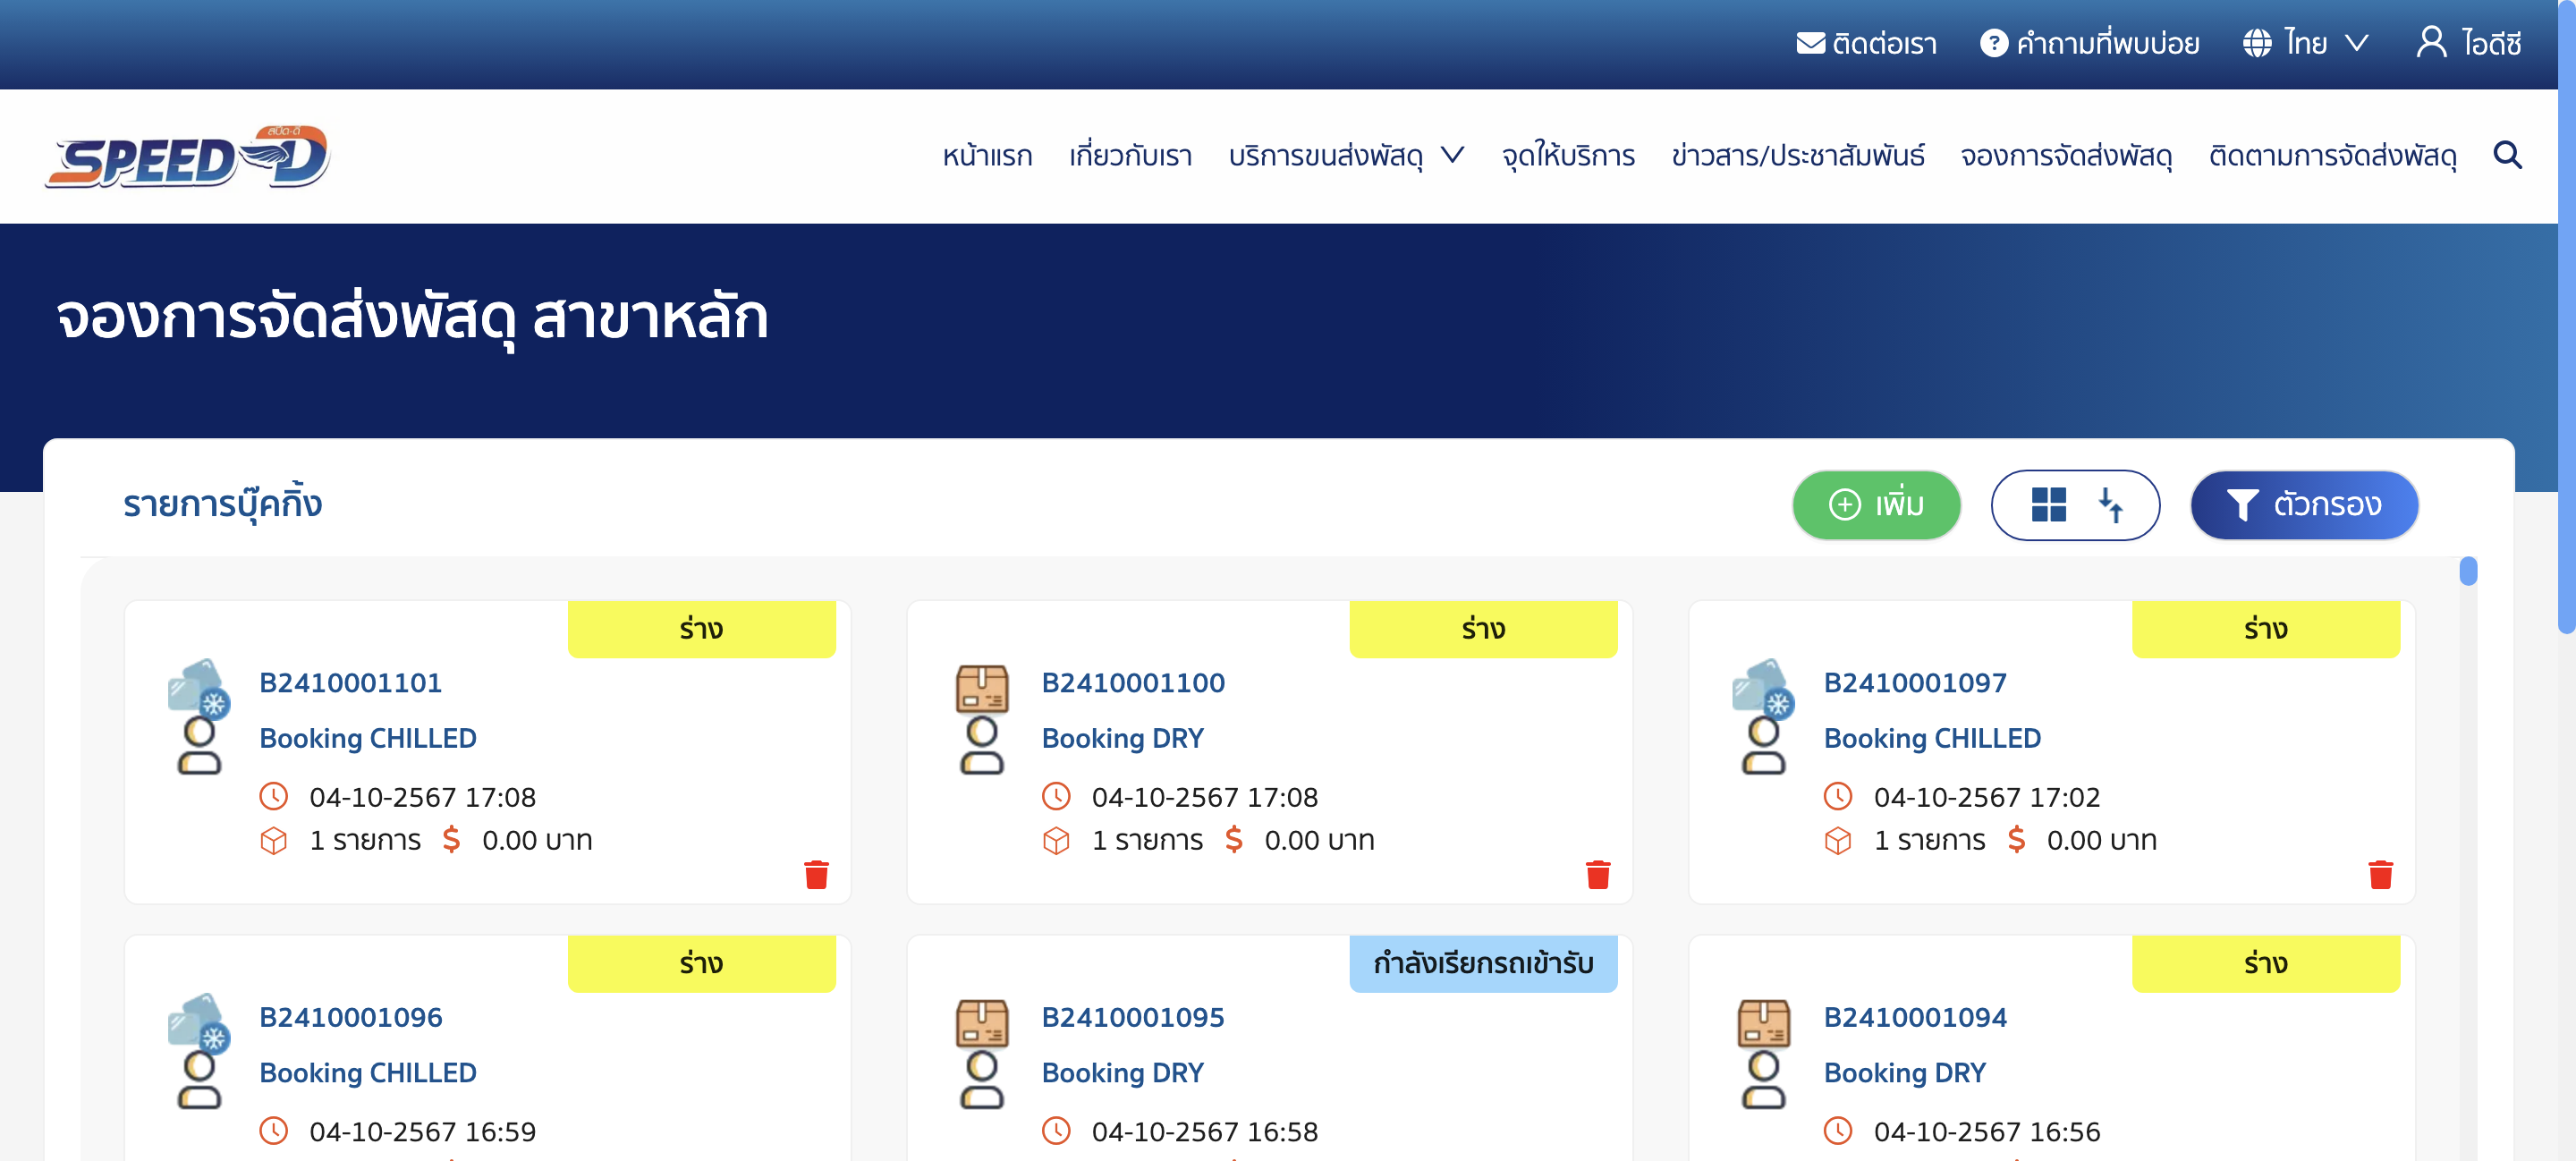 ติดต่อเรา คำถามที่พบบ่อย ไทย ไอดีซี
สปีด-ดี
SPEED-D
หน้าแรก เกี่ยวกับเรา บริการขนส่งพัสดุ จุดให้บริการ ข่าวสาร/ประชาสัมพันธ์ จองการจัดส่งพัสดุ ติดตามการจัดส่งพัสดุ
จองการจัดส่งพัสดุ สาขาหลัก
รายการบุ๊คกิ้ง
เพิ่ม
ตัวกรอง
ร่าง
B2410001101
Booking CHILLED
04-10-2567 17:08
1 รายการ $ 0.00 บาท
ร่าง
B2410001100
Booking DRY
04-10-2567 17:08
1 รายการ $ 0.00 บาท
ร่าง
B2410001097
Booking CHILLED
04-10-2567 17:02
1 รายการ $ 0.00 บาท
ร่าง
B2410001096
Booking CHILLED
04-10-2567 16:59
กำลังเรียกรถเข้ารับ
B2410001095
Booking DRY
04-10-2567 16:58
ร่าง
B2410001094
Booking DRY
04-10-2567 16:56